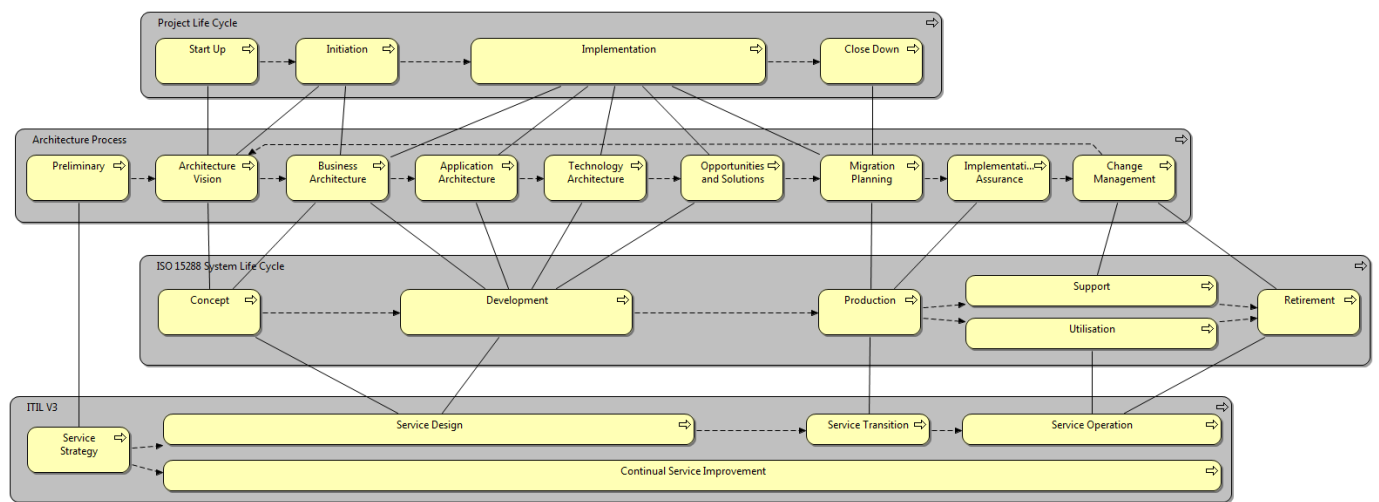 Project Life Cycle
Start Up
Initiation
Implementation
Close Down
Architecture Process
Preliminary
Architecture
Vision
Business
Architecture
Application
Architecture
Technology
Architecture
Opportunities
and Solutions
Migration
Planning
Implementati...
Assurance
Change
Management
ISO 15288 System Life Cycle
Concept
Development
Production
Support
Utilisation
Retirement
ITIL V3
Service
Strategy
Service Design
Service Transition
Service Operation
Continual Service Improvement